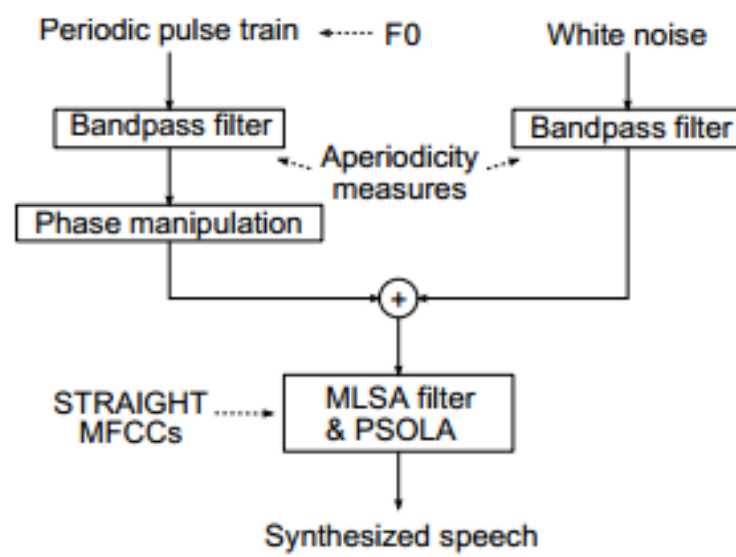 Periodic pulse train
F0
White noise
Bandpass filter
Bandpass filter
Aperiodicity
measures
Phase manipulation
+
STRAIGHT
MFCCs
MLSA filter
& PSOLA
Synthesized speech